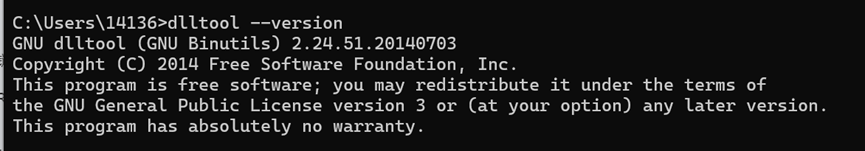 C:\Users\14136>dlltool --version
GNU dlltool (GNU Binutils) 2.24.51.20140703
Copyright (C) 2014 Free Software Foundation, Inc.
This program is free software; you may redistribute it under the terms of
the GNU General Public License version 3 or (at your option) any later version.
This program has absolutely no warranty.